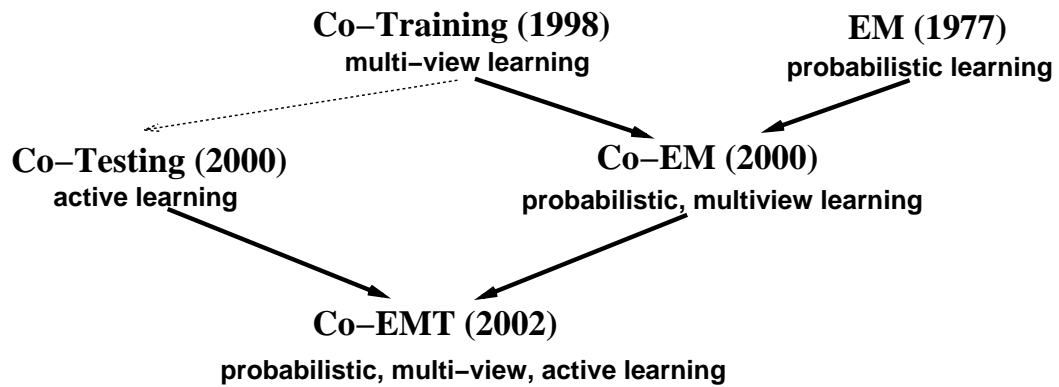 Co−Training (1998)
EM (1977)
multi−view learning
probabilistic learning
Co−Testing (2000)
Co−EM (2000)
active learning
probabilistic, multiview learning
Co−EMT (2002)
probabilistic, multi−view, active learning